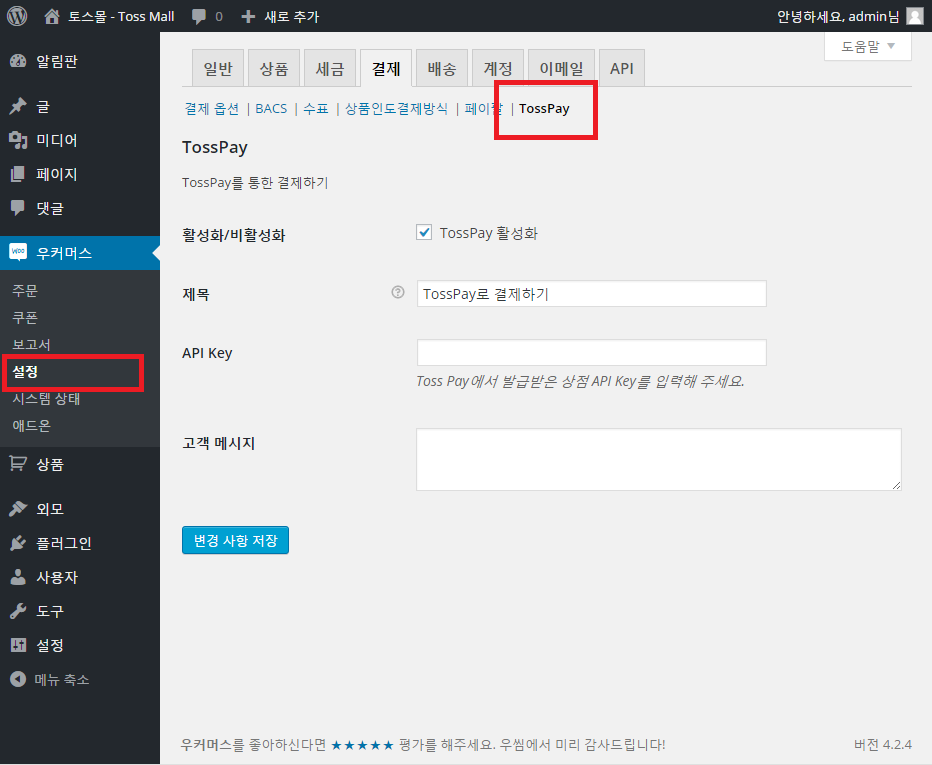 토스몰 - Toss Mall 0 새로 추가 안녕하세요, admin님
알림판
글
미디어
페이지
댓글
Woo 우커머스
주문
쿠폰
보고서
설정
시스템 상태
애드온
상품
외모
플러그인
사용자
도구
설정
메뉴 축소
도움말
일반 상품 세금 결제 배송 계정 이메일 API
결제 옵션 | BACS | 수표 | 상품인도결제방식 | 페이팔 | TossPay
TossPay
TossPay를 통한 결제하기
활성화/비활성화 TossPay 활성화
제목 ? TossPay로 결제하기
API Key
Toss Pay에서 발급받은 상점 API Key를 입력해 주세요.
고객 메시지
변경 사항 저장
우커머스를 좋아하신다면 ★★★★★ 평가를 해주세요. 우씸에서 미리 감사드립니다! 버전 4.2.4